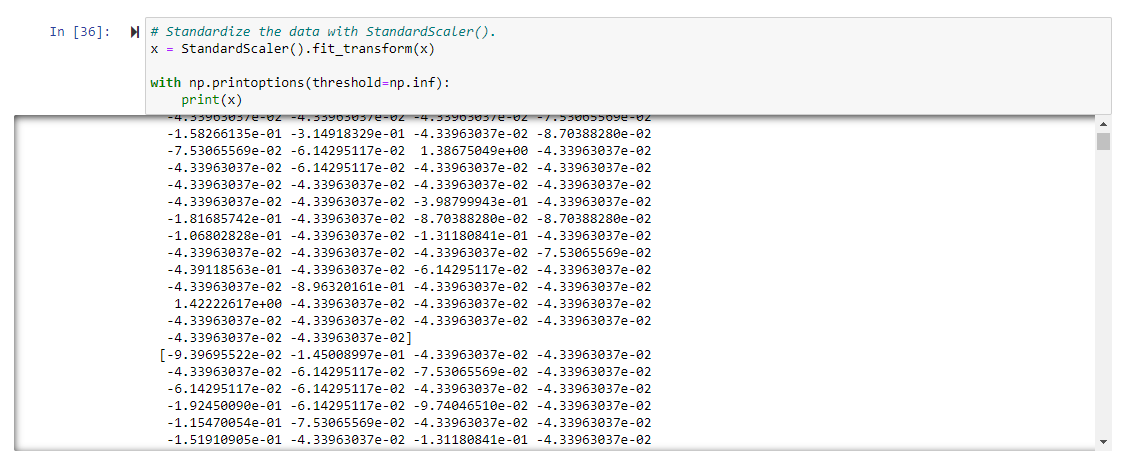 In [36]:
# Standardize the data with StandardScaler().
x = StandardScaler().fit_transform(x)
with np.printoptions(threshold=np.inf):
print(x)
-4.33963037e-02 -4.33963037e-02 -4.33963037e-02 -7.53065569e-02
-1.58266135e-01 -3.14918329e-01 -4.33963037e-02 -8.70388280e-02
-7.53065569e-02 -6.14295117e-02 1.38675049e+00 -4.33963037e-02
-4.33963037e-02 -6.14295117e-02 -4.33963037e-02 -4.33963037e-02
-4.33963037e-02 -4.33963037e-02 -4.33963037e-02 -4.33963037e-02
-4.33963037e-02 -4.33963037e-02 -3.98799943e-01 -4.33963037e-02
-1.81685742e-01 -4.33963037e-02 -8.70388280e-02 -8.70388280e-02
-1.06802828e-01 -4.33963037e-02 -1.31180841e-01 -4.33963037e-02
-4.33963037e-02 -4.33963037e-02 -4.33963037e-02 -7.53065569e-02
-4.39118563e-01 -4.33963037e-02 -6.14295117e-02 -4.33963037e-02
-4.33963037e-02 -8.96320161e-01 -4.33963037e-02 -4.33963037e-02
1.42222617e+00 -4.33963037e-02 -4.33963037e-02 -4.33963037e-02
-4.33963037e-02 -4.33963037e-02 -4.33963037e-02 -4.33963037e-02
-4.33963037e-02 -4.33963037e-02]
[-9.39695522e-02 -1.45008997e-01 -4.33963037e-02 -4.33963037e-02
-4.33963037e-02 -6.14295117e-02 -7.53065569e-02 -4.33963037e-02
-6.14295117e-02 -6.14295117e-02 -4.33963037e-02 -4.33963037e-02
-1.92450090e-01 -6.14295117e-02 -9.74046510e-02 -4.33963037e-02
-1.15470054e-01 -7.53065569e-02 -4.33963037e-02 -4.33963037e-02
-1.51910905e-01 -4.33963037e-02 -1.31180841e-01 -4.33963037e-02